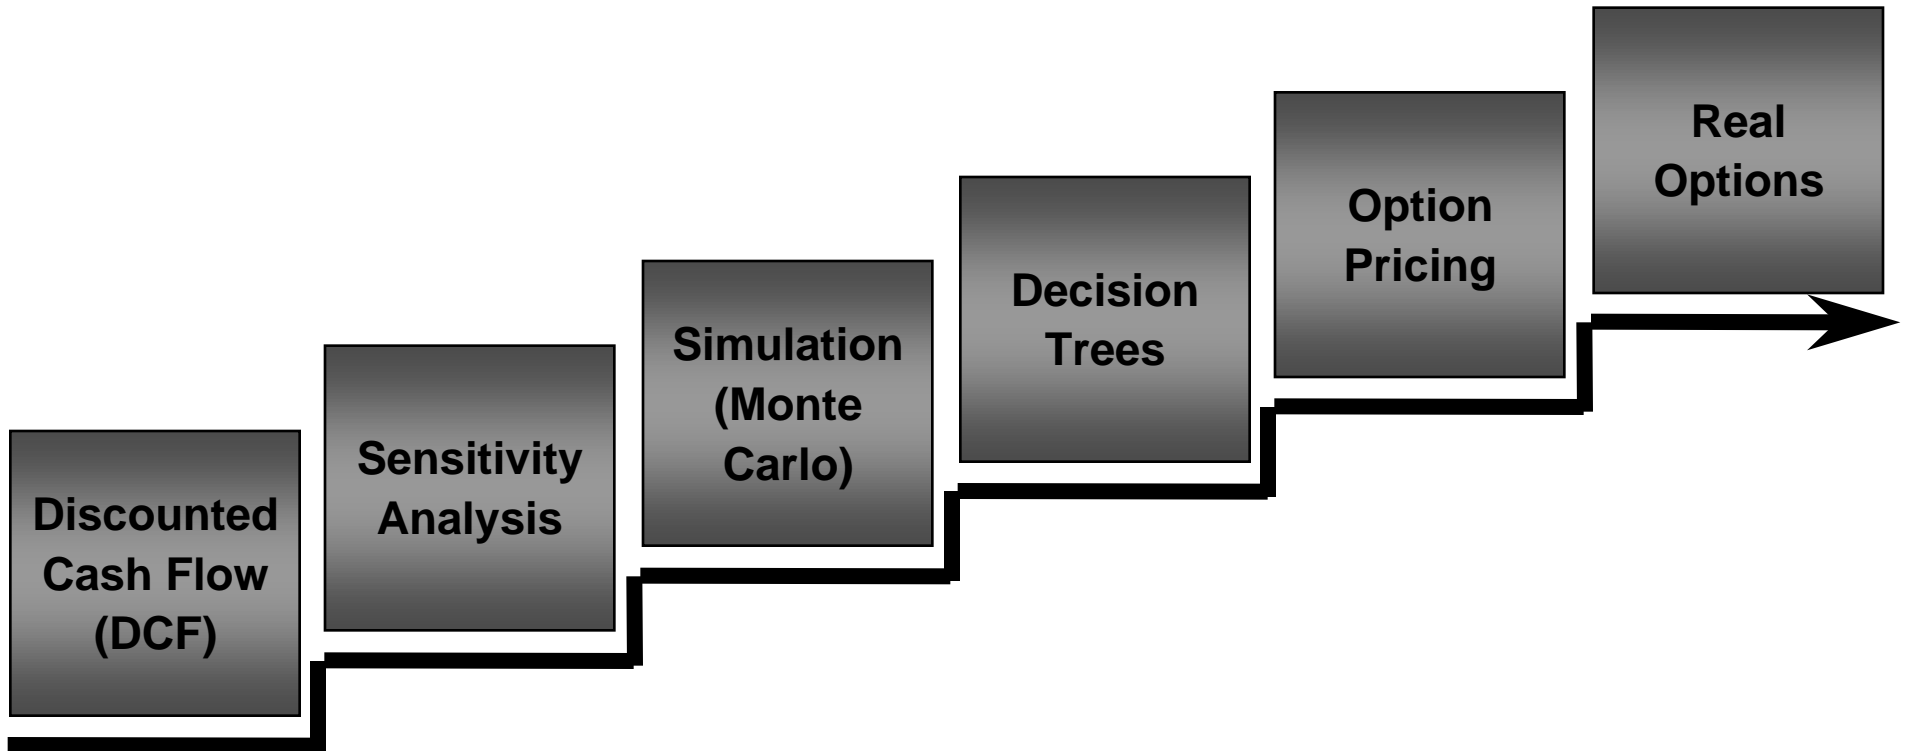 Discounted
Cash Flow
(DCF)
Sensitivity
Analysis
Simulation
(Monte
Carlo)
Decision
Trees
Option
Pricing
Real
Options